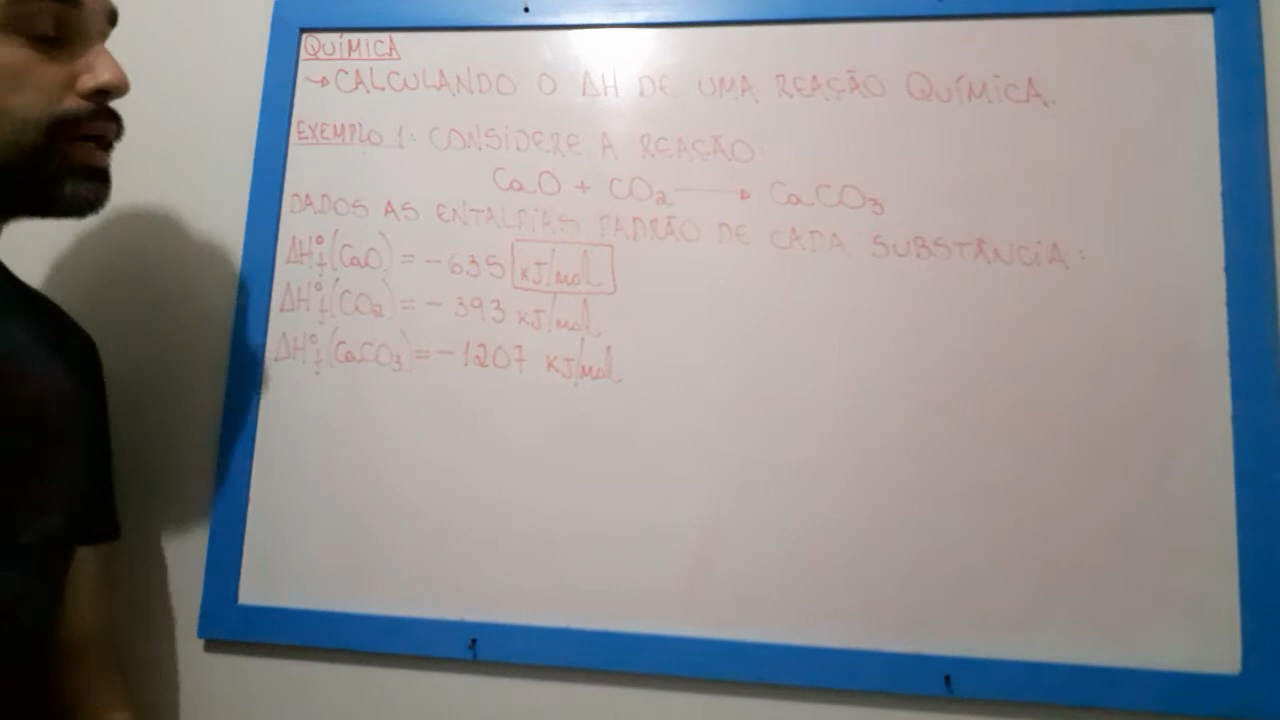 QUÍMICA
→ CALCULANDO O ΔH DE UMA REAÇÃO QUÍMICA.
EXEMPLO 1: CONSIDERE A REAÇÃO:
CaO + CO₂ → CaCO₃
DADOS AS ENTALPIAS PADRÃO DE CADA SUBSTÂNCIA:
ΔH°f(CaO) = - 635 kJ/mol
ΔH°f(CO₂) = - 393 kJ/mol
ΔH°f(CaCO₃) = - 1207 kJ/mol